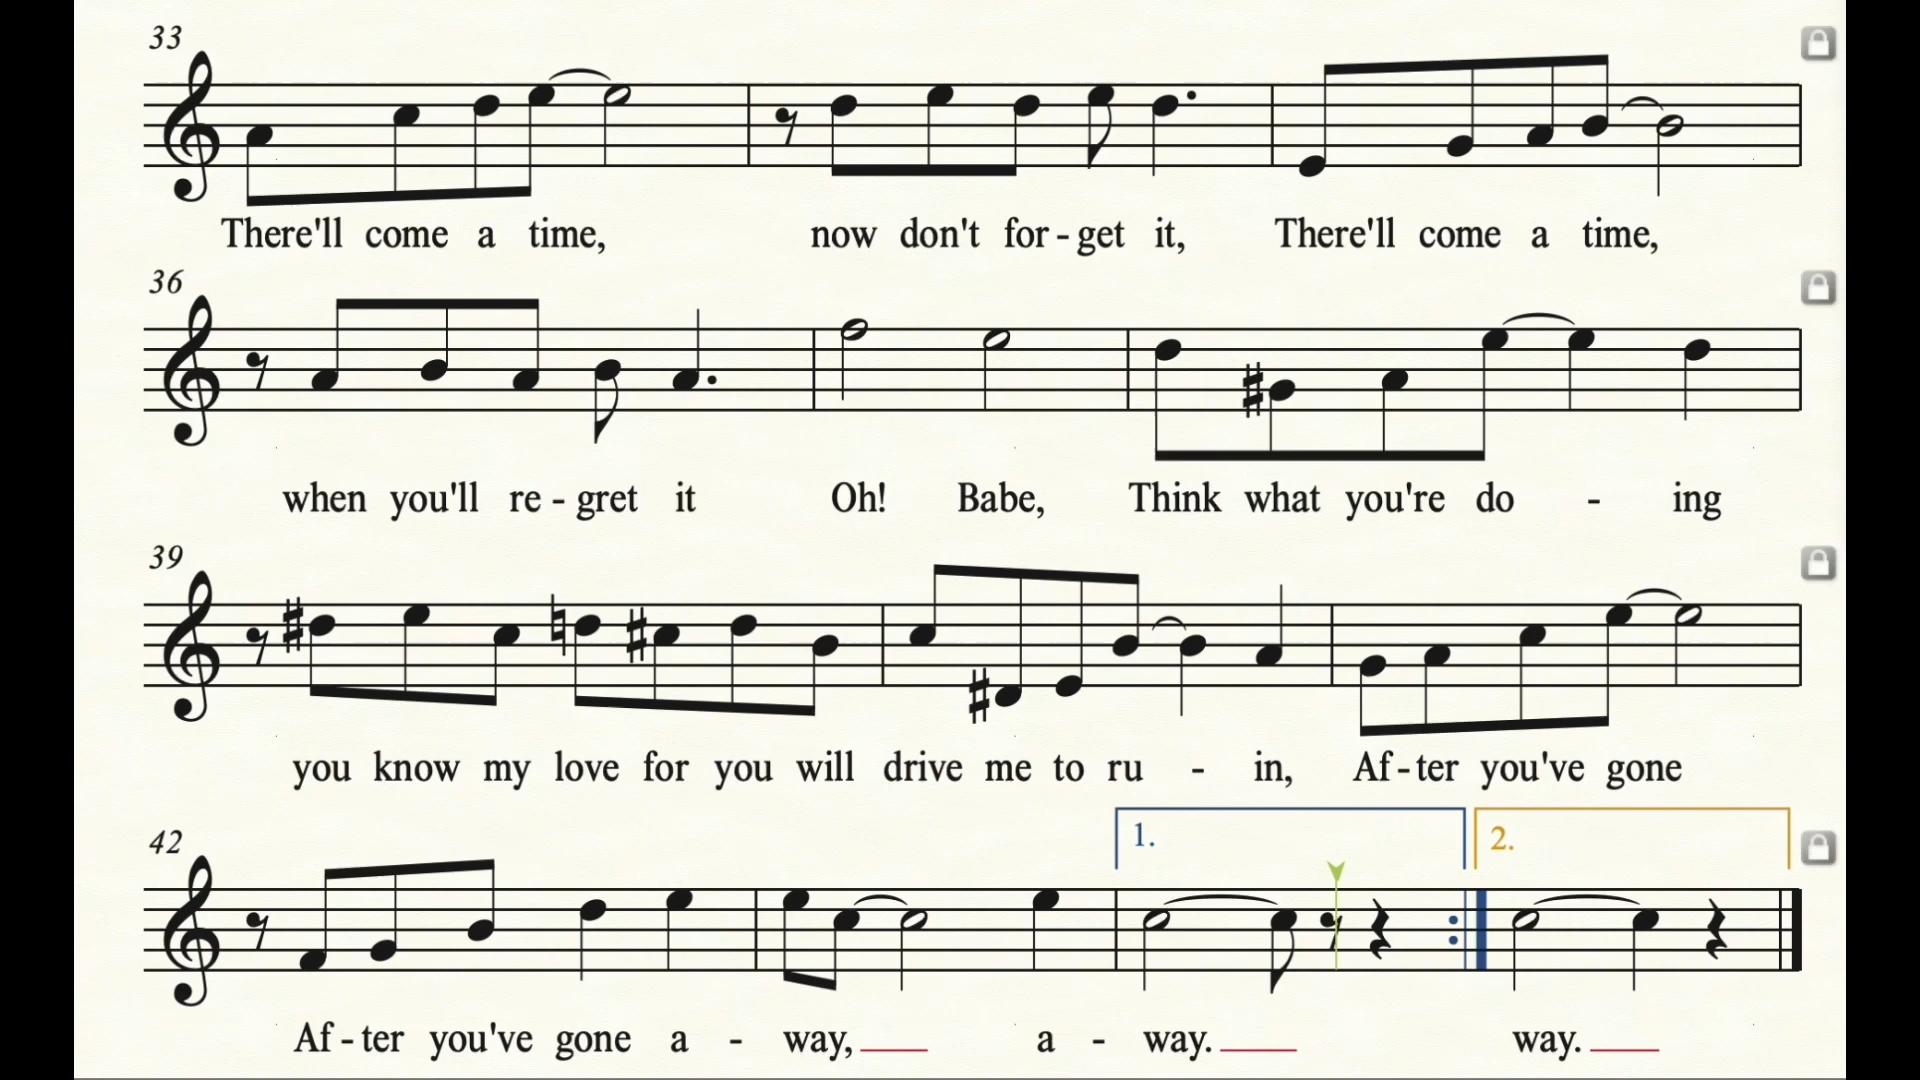 33
There'll come a time, now don't for - get it, There'll come a time,
36
when you'll re - gret it Oh! Babe, Think what you're do - ing
39
you know my love for you will drive me to ru - in, Af - ter you've gone
1. 2.
42
Af - ter you've gone a - way, a - way. way.